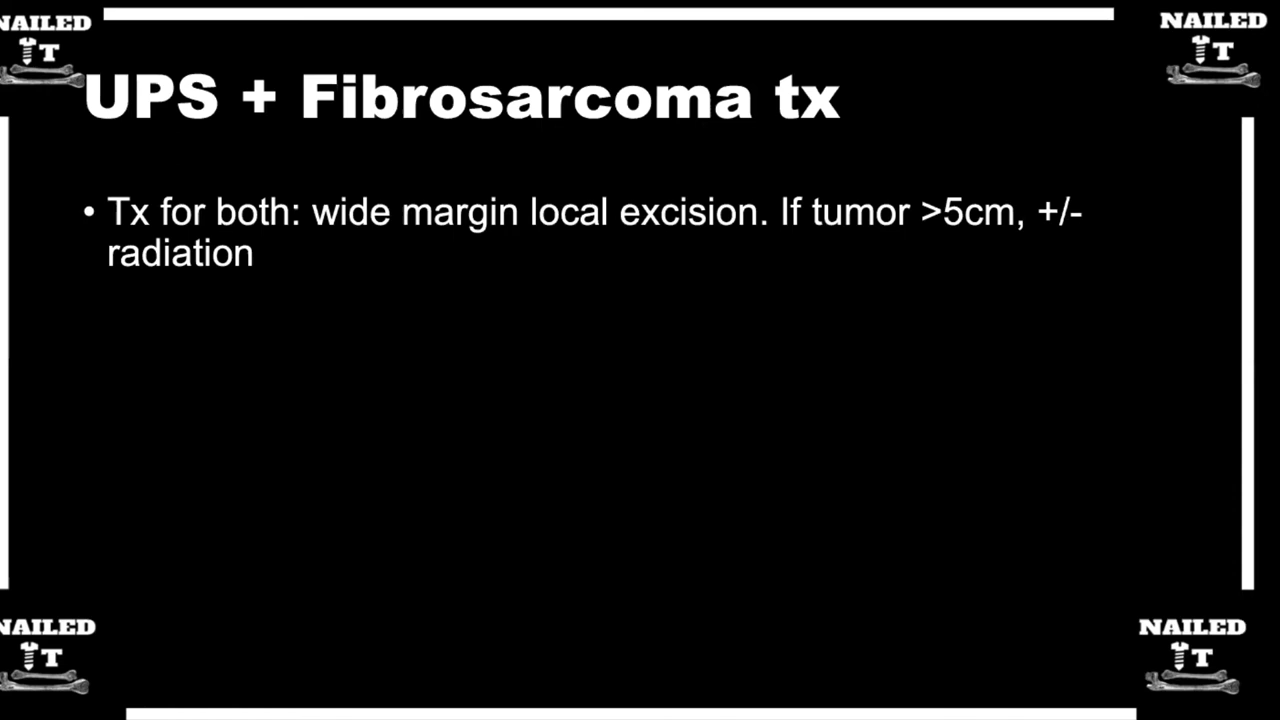 NAILED
NAILED
T
T
UPS + Fibrosarcoma tx
• Tx for both: wide margin local excision. If tumor >5cm, +/-
radiation
NAILED
NAILED
T
T